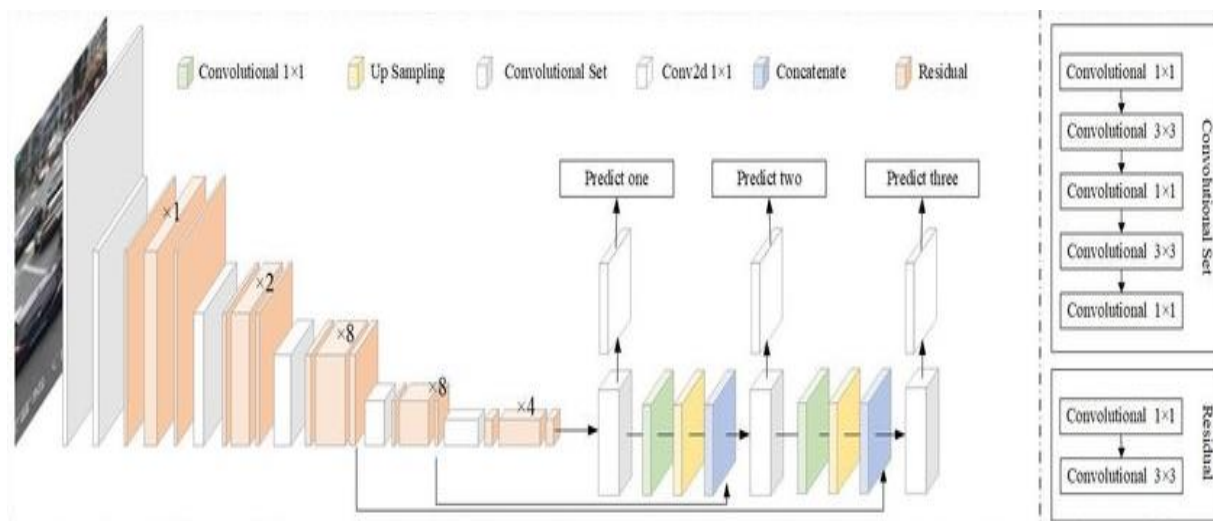 Convolutional 1×1
Up Sampling
Convolutional Set
Conv2d 1×1
Concatenate
Residual
×1
×2
×8
×8
×4
Predict one
Predict two
Predict three
Convolutional 1×1
Convolutional 3×3
Convolutional 1×1
Convolutional 3×3
Convolutional 1×1
Convolutional Set
Convolutional 1×1
Convolutional 3×3
Residual